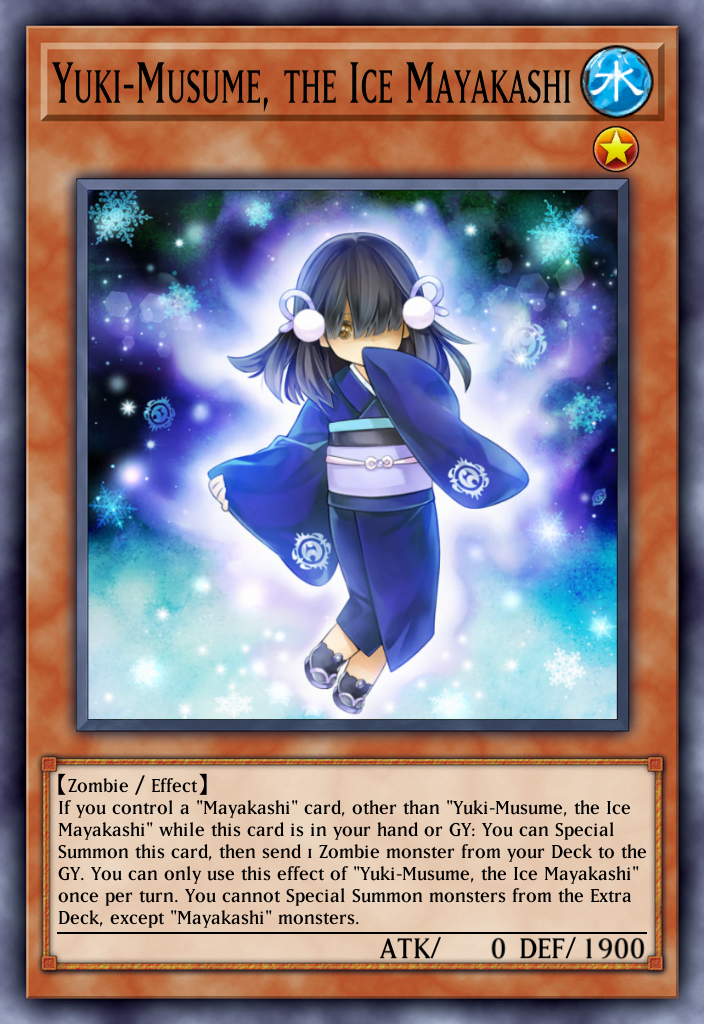 Yuki-Musume, the Ice Mayakashi
水
【Zombie / Effect】
If you control a "Mayakashi" card, other than "Yuki-Musume, the Ice
Mayakashi" while this card is in your hand or GY: You can Special
Summon this card, then send 1 Zombie monster from your Deck to the
GY. You can only use this effect of "Yuki-Musume, the Ice Mayakashi"
once per turn. You cannot Special Summon monsters from the Extra
Deck, except "Mayakashi" monsters.
ATK/ 0 DEF/ 1900